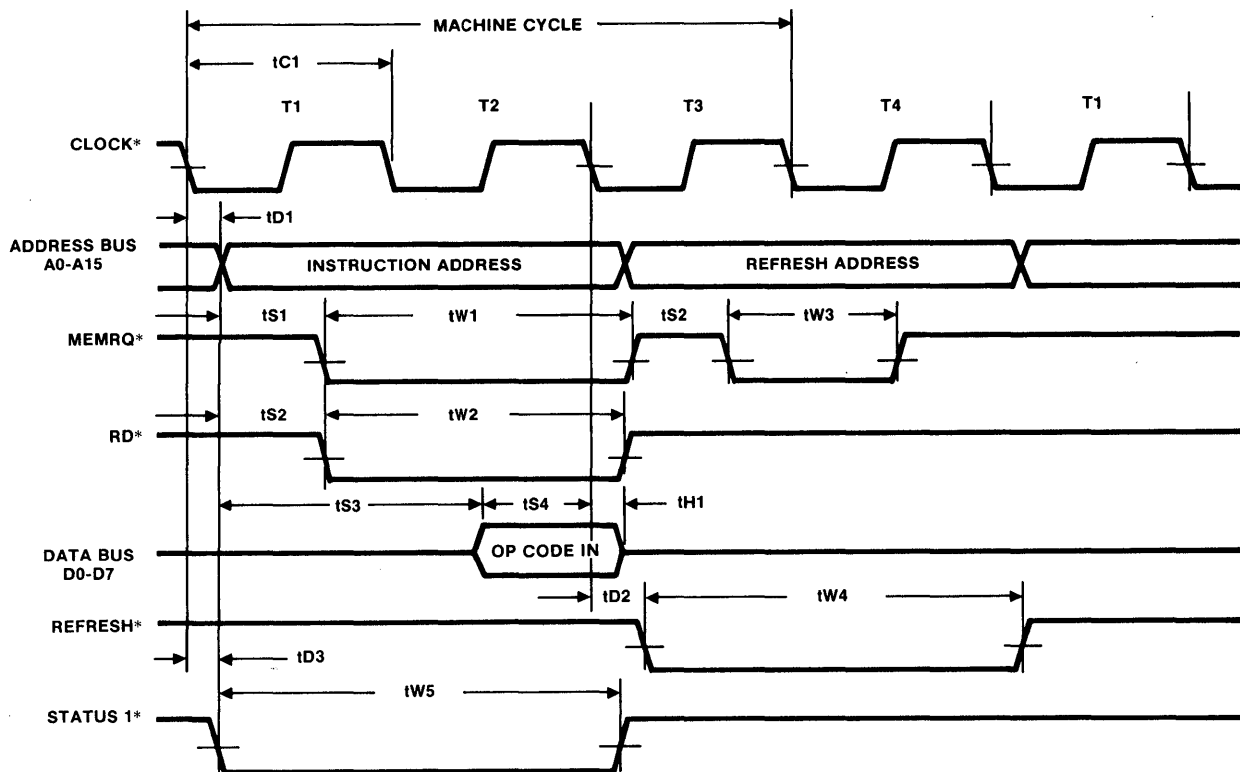 MACHINE CYCLE
tC1
T1 T2 T3 T4 T1
CLOCK*
tD1
ADDRESS BUS
A0-A15
INSTRUCTION ADDRESS REFRESH ADDRESS
tS1 tW1 tS2 tW3
MEMRQ*
tS2 tW2
RD*
tS3 tS4 tH1
DATA BUS
D0-D7
OP CODE IN
tD2 tW4
REFRESH*
tD3
tW5
STATUS 1*